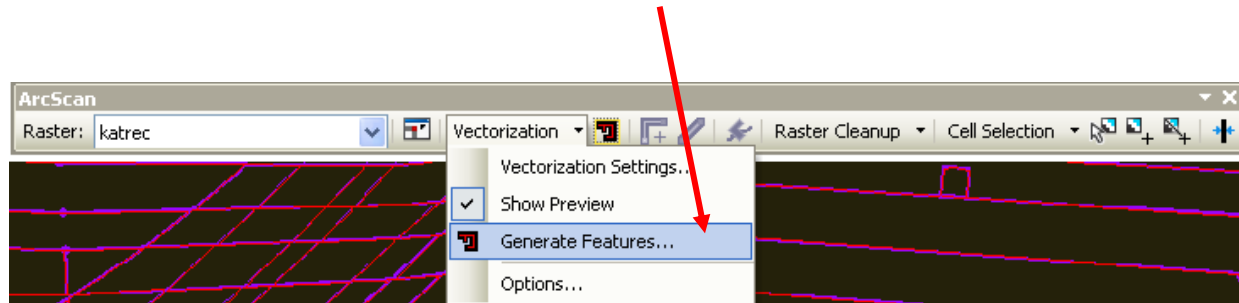 ArcScan
Raster: katrec Vectorization Raster Cleanup Cell Selection
Vectorization Settings...
Show Preview
Generate Features...
Options...